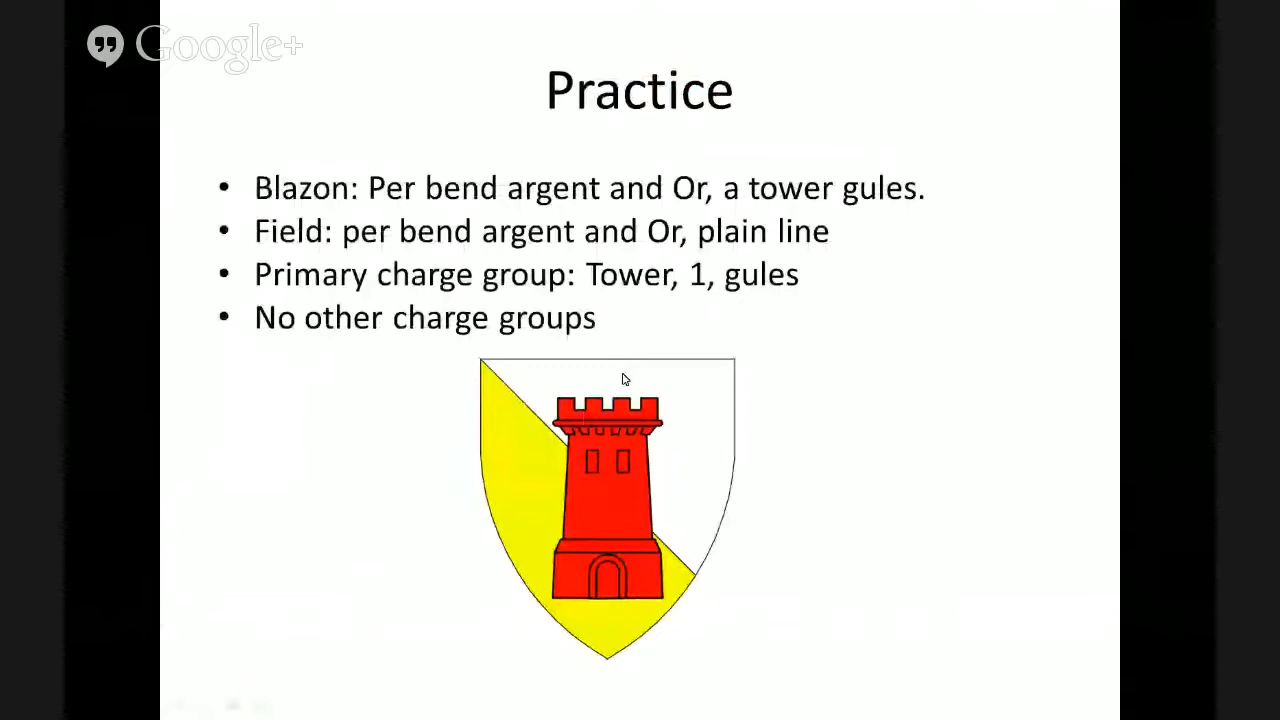 Google+
Practice
• Blazon: Per bend argent and Or, a tower gules.
• Field: per bend argent and Or, plain line
• Primary charge group: Tower, 1, gules
• No other charge groups